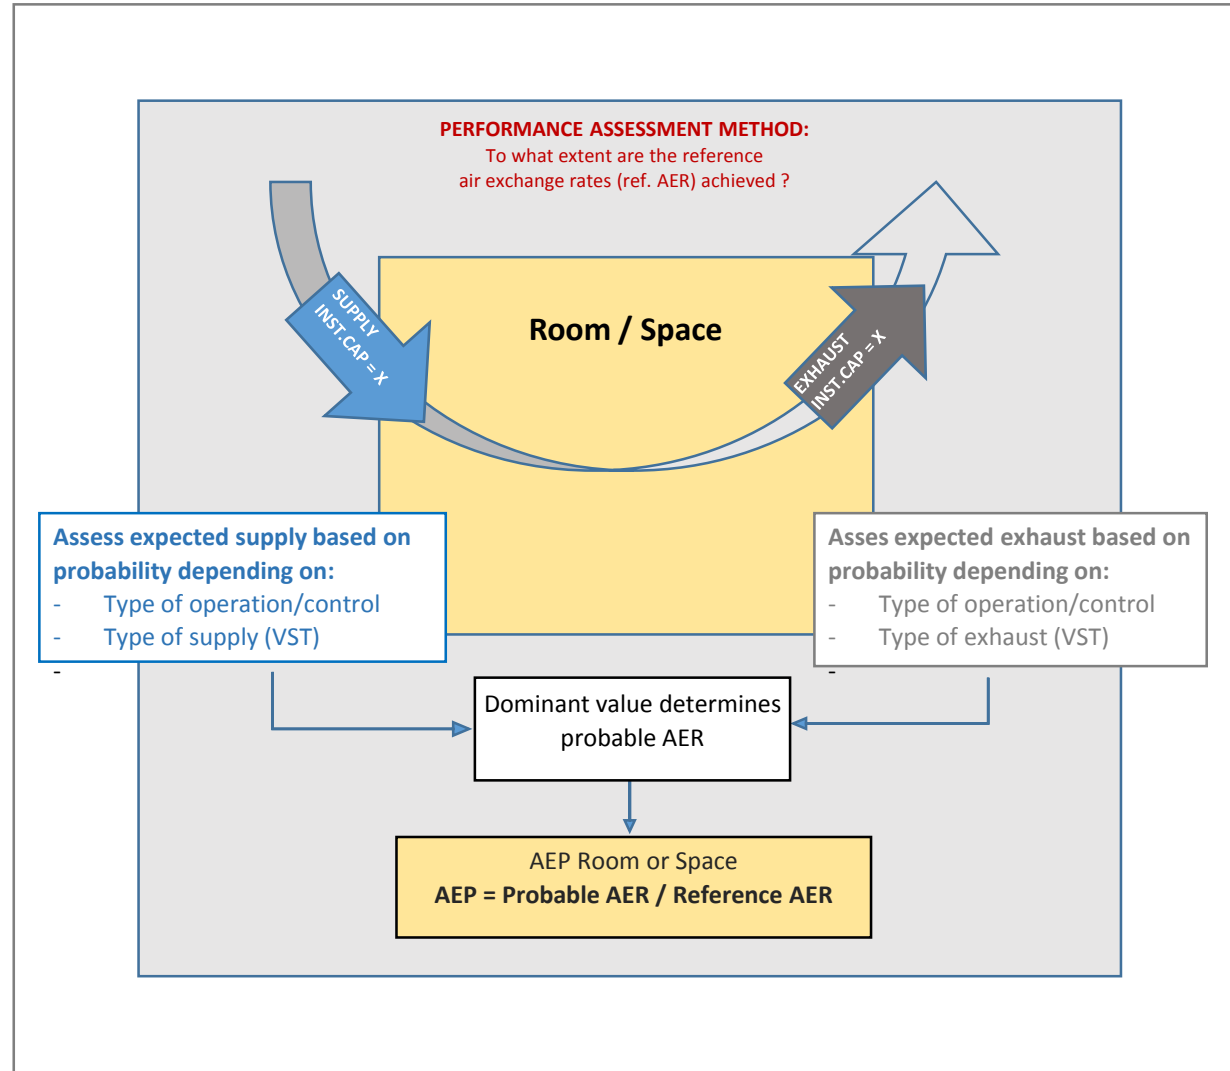 PERFORMANCE ASSESSMENT METHOD:
To what extent are the reference
air exchange rates (ref. AER) achieved ?
SUPPLY
INST.CAP = X
Room / Space
EXHAUST
INST.CAP = X
Assess expected supply based on
probability depending on:
- Type of operation/control
- Type of supply (VST)
-
Asses expected exhaust based on
probability depending on:
- Type of operation/control
- Type of exhaust (VST)
-
Dominant value determines
probable AER
AEP Room or Space
AEP = Probable AER / Reference AER